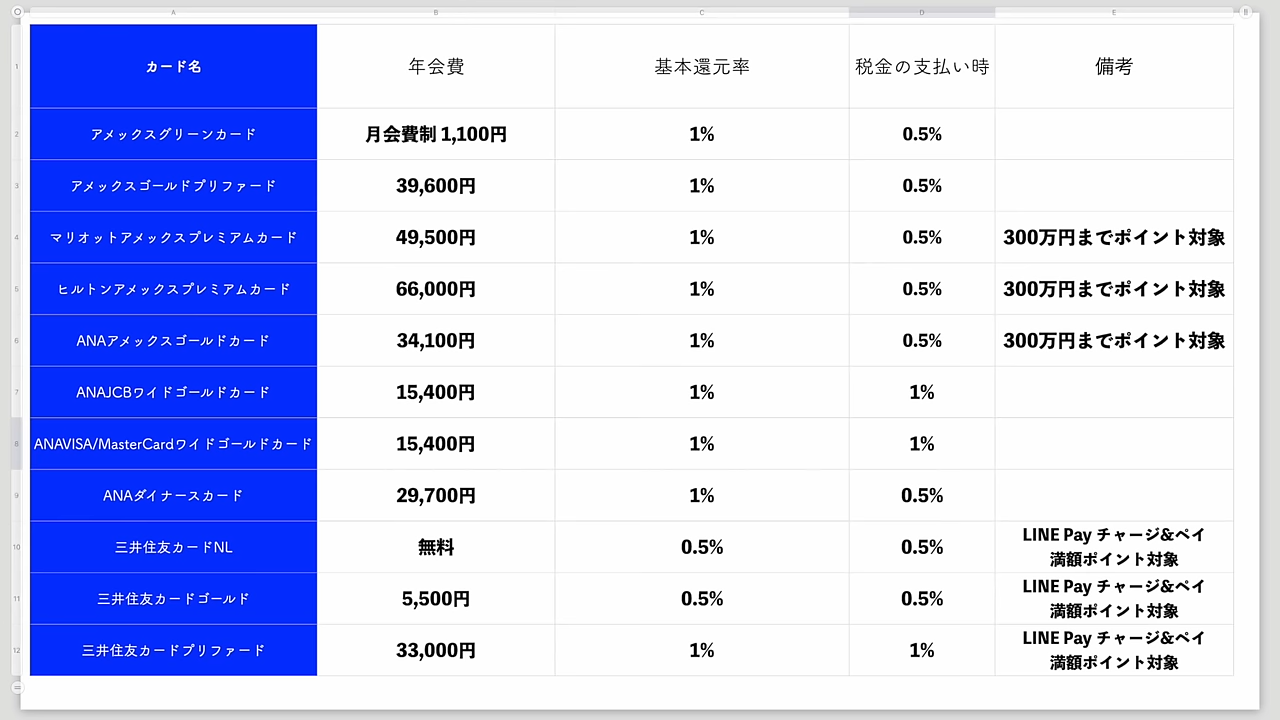 A B C D E
1 カード名 年会費 基本還元率 税金の支払い時 備考
2 アメックスグリーンカード 月会費制 1,100円 1% 0.5%
3 アメックスゴールドプリファード 39,600円 1% 0.5%
4 マリオットアメックスプレミアムカード 49,500円 1% 0.5% 300万円までポイント対象
5 ヒルトンアメックスプレミアムカード 66,000円 1% 0.5% 300万円までポイント対象
6 ANAアメックスゴールドカード 34,100円 1% 0.5% 300万円までポイント対象
7 ANAJCBワイドゴールドカード 15,400円 1% 1%
8 ANAVISA/MasterCardワイドゴールドカード 15,400円 1% 1%
9 ANAダイナースカード 29,700円 1% 0.5%
10 三井住友カードNL 無料 0.5% 0.5% LINE Pay チャージ&ペイ
満額ポイント対象
11 三井住友カードゴールド 5,500円 0.5% 0.5% LINE Pay チャージ&ペイ
満額ポイント対象
12 三井住友カードプリファード 33,000円 1% 1% LINE Pay チャージ&ペイ
満額ポイント対象